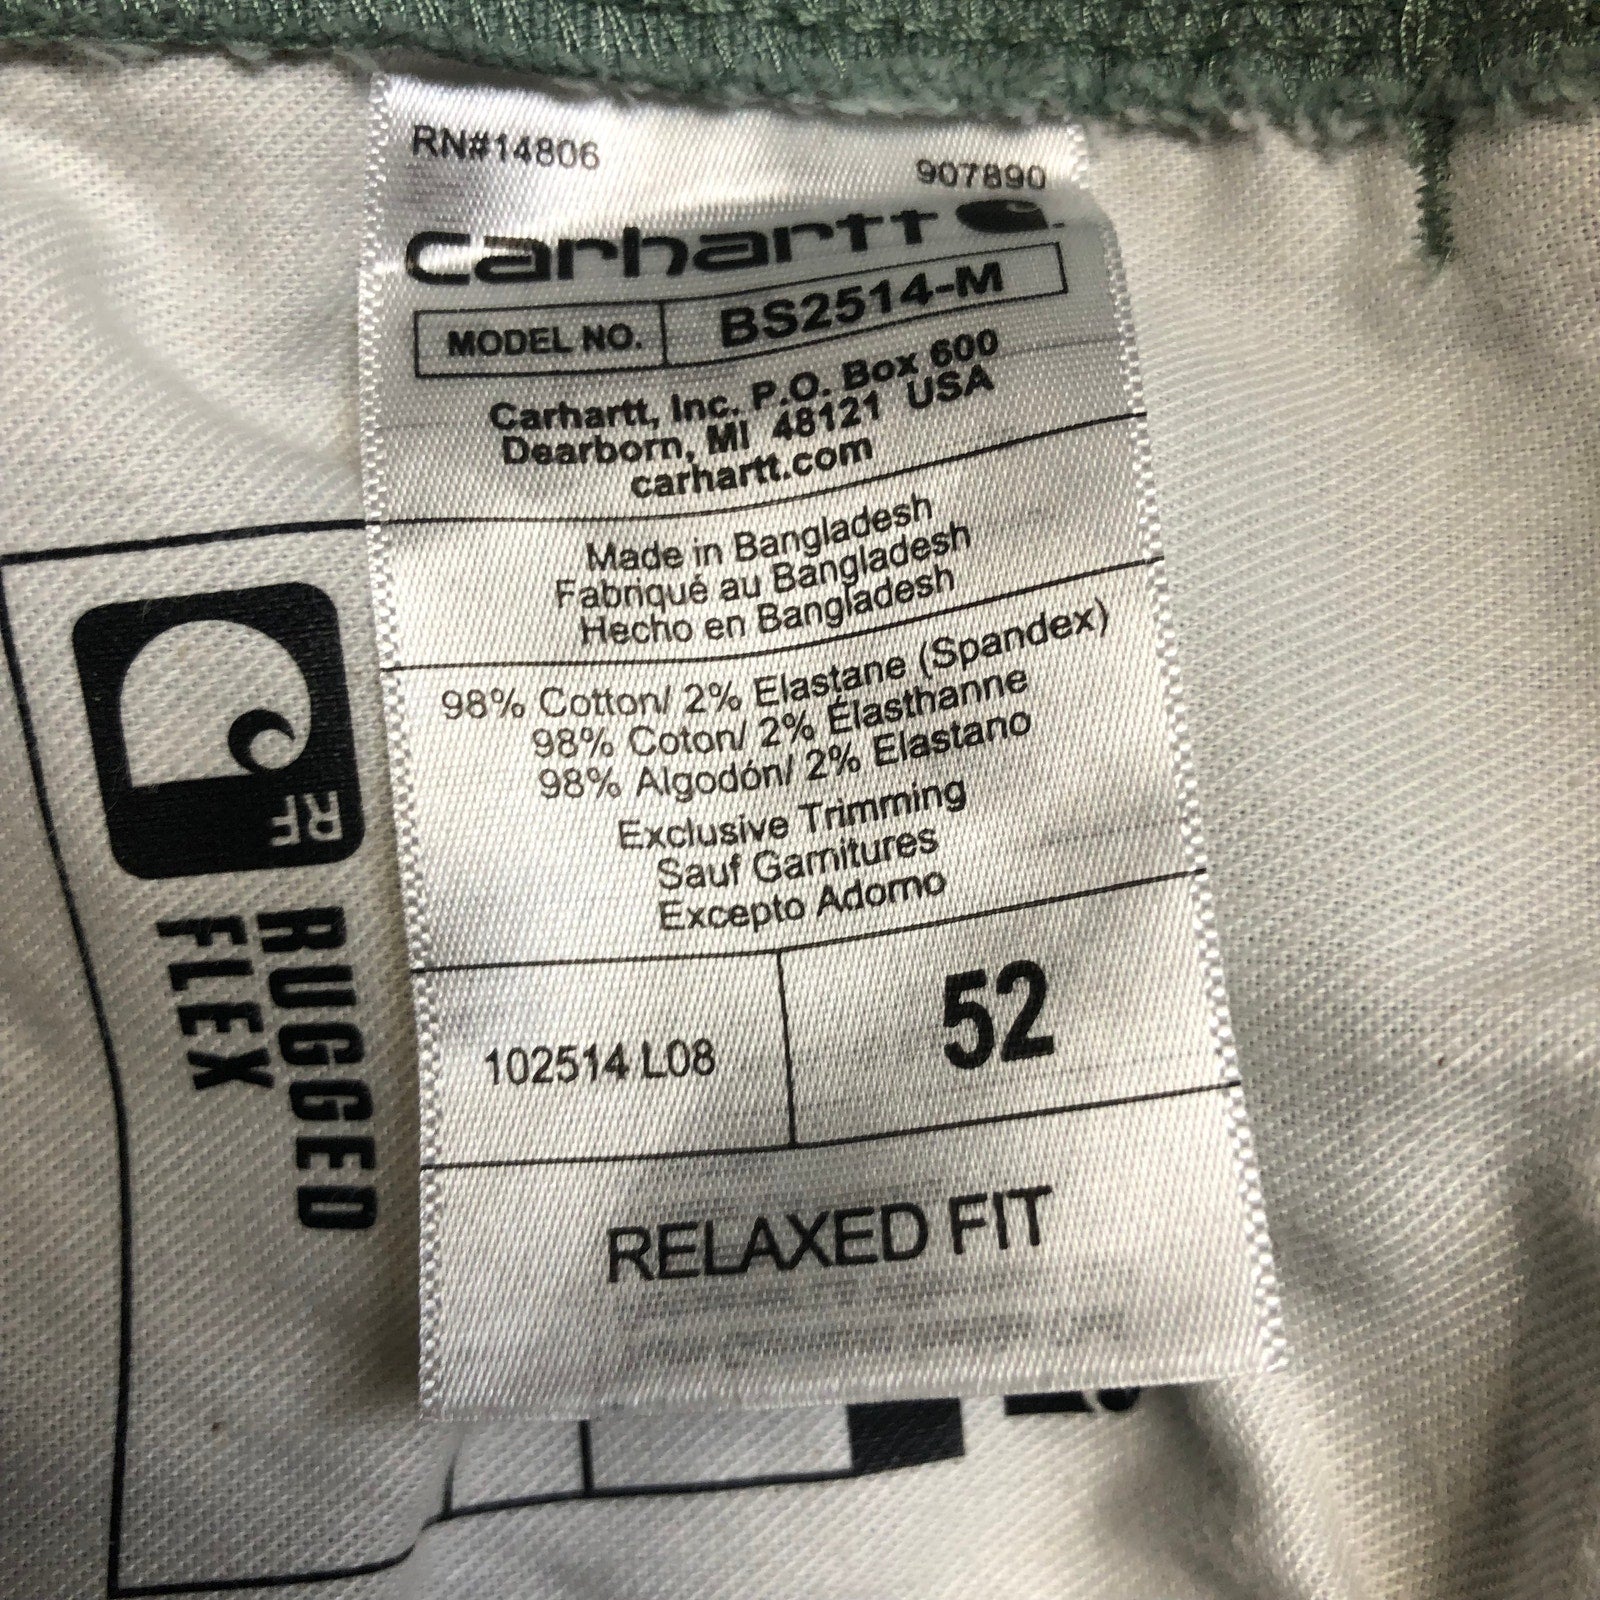 RN#14806
907890
carhartt
MODEL NO. BS2514-M
Carhartt, Inc. P.O. Box 600
Dearborn, MI 48121 USA
carhartt.com
Made in Bangladesh
Fabriqué au Bangladesh
Hecho en Bangladesh
98% Cotton/ 2% Elastane (Spandex)
98% Coton/ 2% Élasthanne
98% Algodón/ 2% Elastano
Exclusive Trimming
Sauf Garnitures
Excepto Adorno
102514 L08
52
RELAXED FIT
RF
RUGGED
FLEX